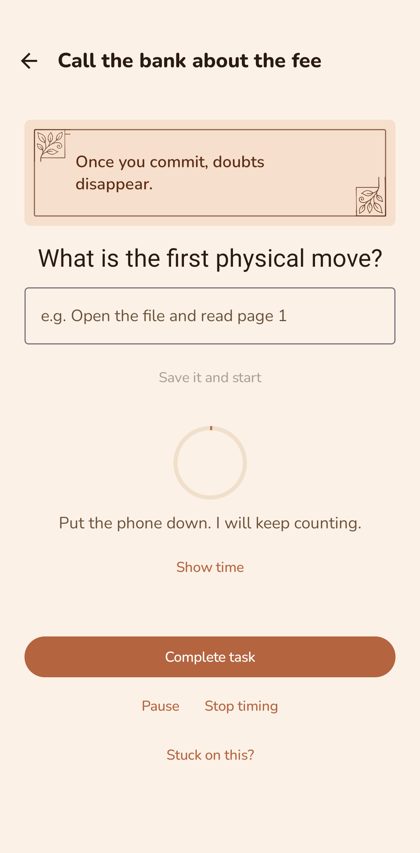 Call the bank about the fee
Once you commit, doubts
disappear.
What is the first physical move?
e.g. Open the file and read page 1
Save it and start
Put the phone down. I will keep counting.
Show time
Complete task
Pause Stop timing
Stuck on this?